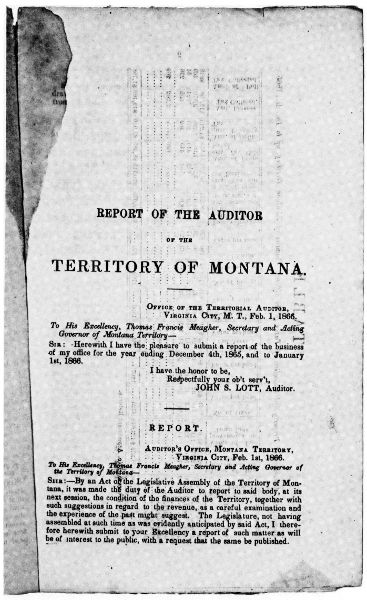 REPORT OF THE AUDITOR
OF THE
TERRITORY OF MONTANA.
OFFICE OF THE TERRITORIAL AUDITOR,
VIRGINIA CITY, M. T., Feb. 1, 1866.
To His Excellency, Thomas Francis Meagher, Secretary and Acting
Governor of Montana Territory—
SIR: Herewith I have the pleasure to submit a report of the business
of my office for the year ending December 4th, 1865, and to January
1st, 1866.
I have the honor to be,
Respectfully your ob't serv't,
JOHN S. LOTT, Auditor.
REPORT.
AUDITOR'S OFFICE, MONTANA TERRITORY,
VIRGINIA CITY, Feb. 1st, 1866.
To His Excellency, Thomas Francis Meagher, Secretary and Acting Governor of
the Territory of Montana—
SIR:—By an Act of the Legislative Assembly of the Territory of Mon-
tana, it was made the duty of the Auditor to report to said body, at its
next session, the condition of the finances of the Territory, together with
such suggestions in regard to the revenue, as a careful examination and
the experience of the past might suggest. The Legislature, not having
assembled at such time as was evidently anticipated by said Act, I there-
fore herewith submit to your Excellency a report of such matter as will
be of interest to the public, with a request that the same be published.